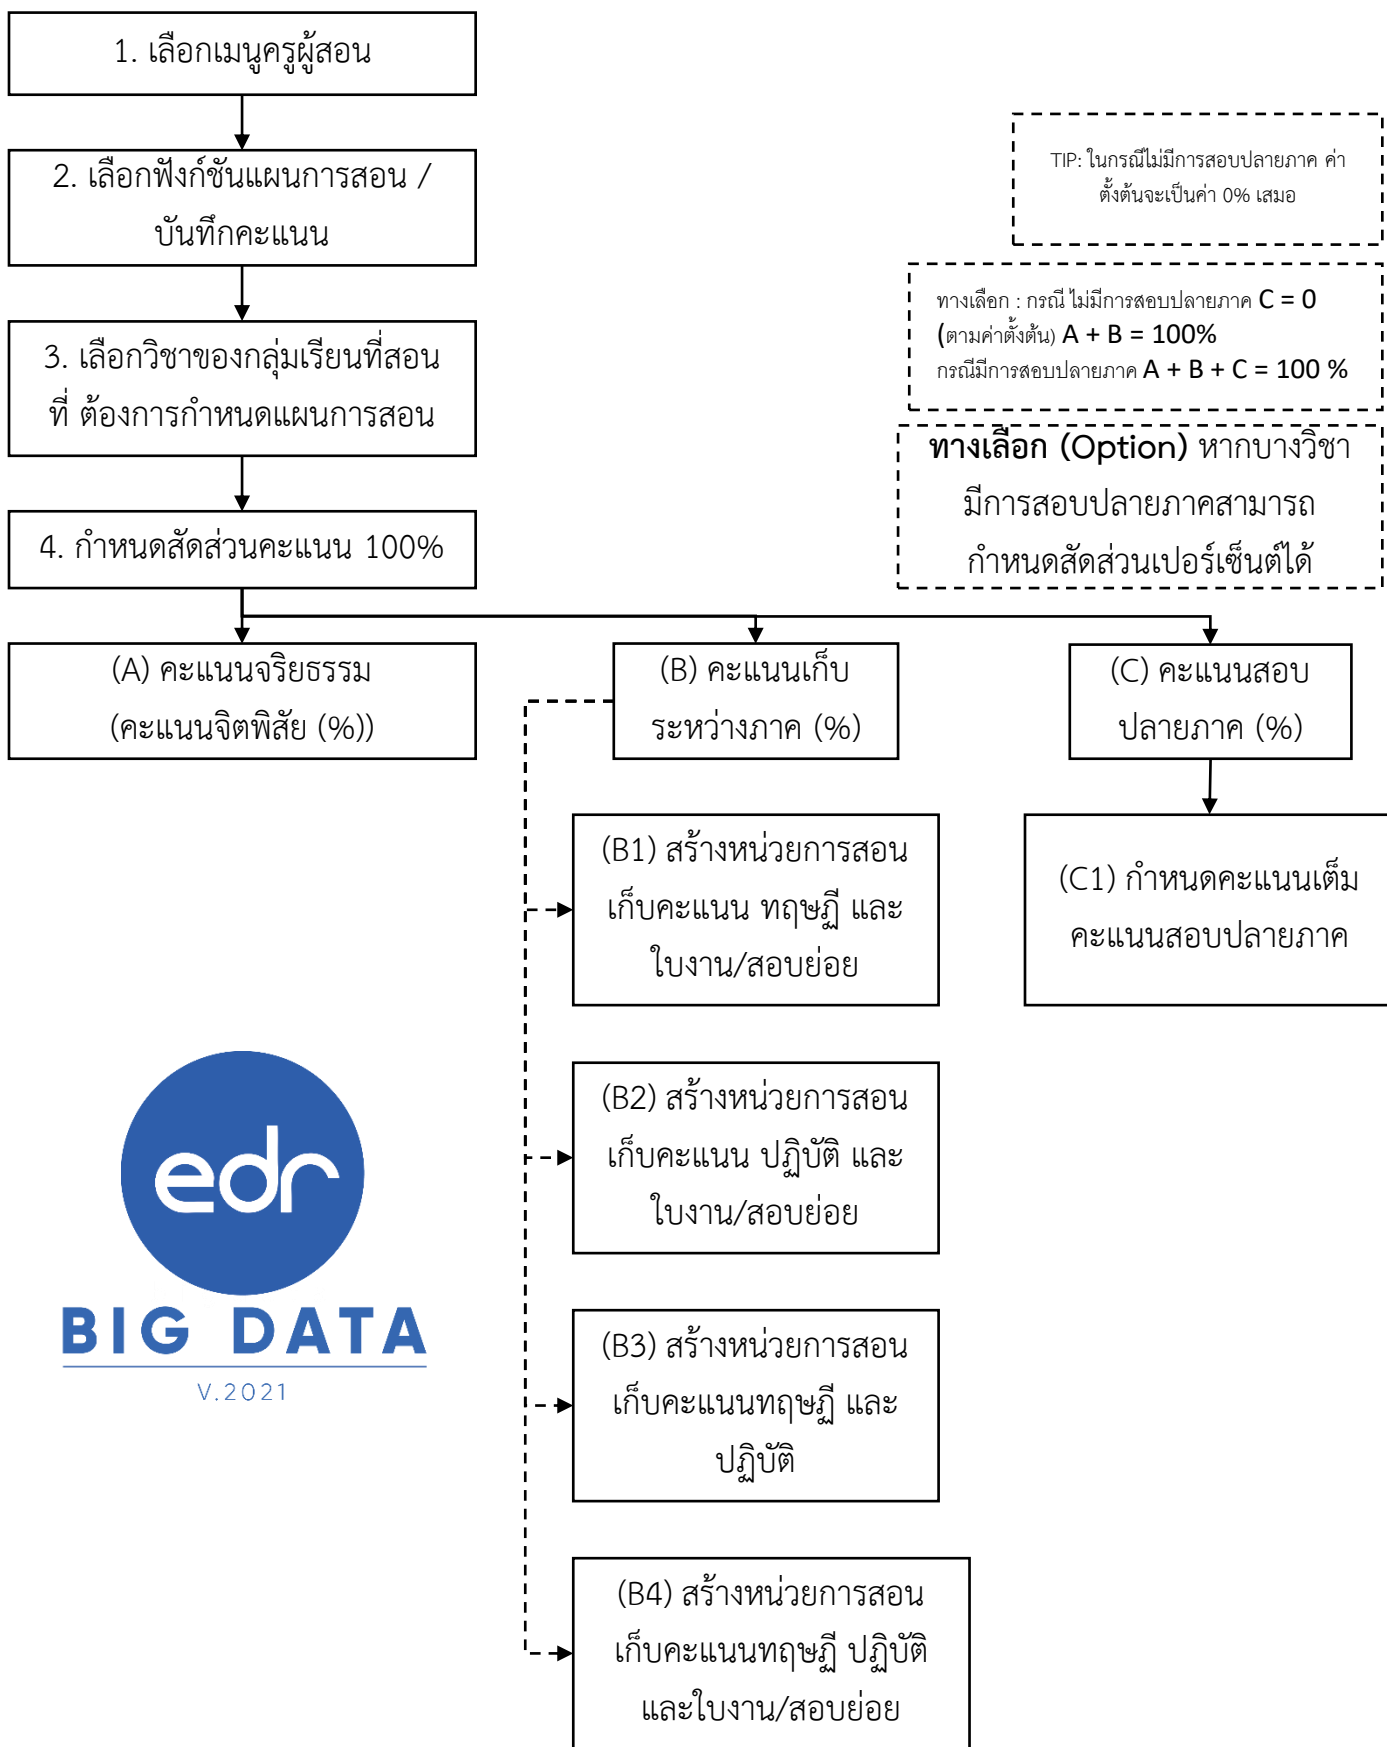 1. เลือกเมนูครูผู้สอน
2. เลือกฟังก์ชันแผนการสอน /
บันทึกคะแนน
3. เลือกวิชาของกลุ่มเรียนที่สอน
ที่ ต้องการกำหนดแผนการสอน
4. กำหนดสัดส่วนคะแนน 100%
TIP: ในกรณีไม่มีการสอบปลายภาค ค่า
ตั้งต้นจะเป็นค่า 0% เสมอ
ทางเลือก : กรณี ไม่มีการสอบปลายภาค C = 0
(ตามค่าตั้งต้น) A + B = 100%
กรณีมีการสอบปลายภาค A + B + C = 100 %
ทางเลือก (Option) หากบางวิชา
มีการสอบปลายภาคสามารถ
กำหนดสัดส่วนเปอร์เซ็นต์ได้
(A) คะแนนจริยธรรม
(คะแนนจิตพิสัย (%))
(B) คะแนนเก็บ
ระหว่างภาค (%)
(C) คะแนนสอบ
ปลายภาค (%)
(B1) สร้างหน่วยการสอน
เก็บคะแนน ทฤษฏี และ
ใบงาน/สอบย่อย
(C1) กำหนดคะแนนเต็ม
คะแนนสอบปลายภาค
(B2) สร้างหน่วยการสอน
เก็บคะแนน ปฏิบัติ และ
ใบงาน/สอบย่อย
(B3) สร้างหน่วยการสอน
เก็บคะแนนทฤษฏี และ
ปฏิบัติ
(B4) สร้างหน่วยการสอน
เก็บคะแนนทฤษฏี ปฏิบัติ
และใบงาน/สอบย่อย
edr
BIG DATA
V.2021